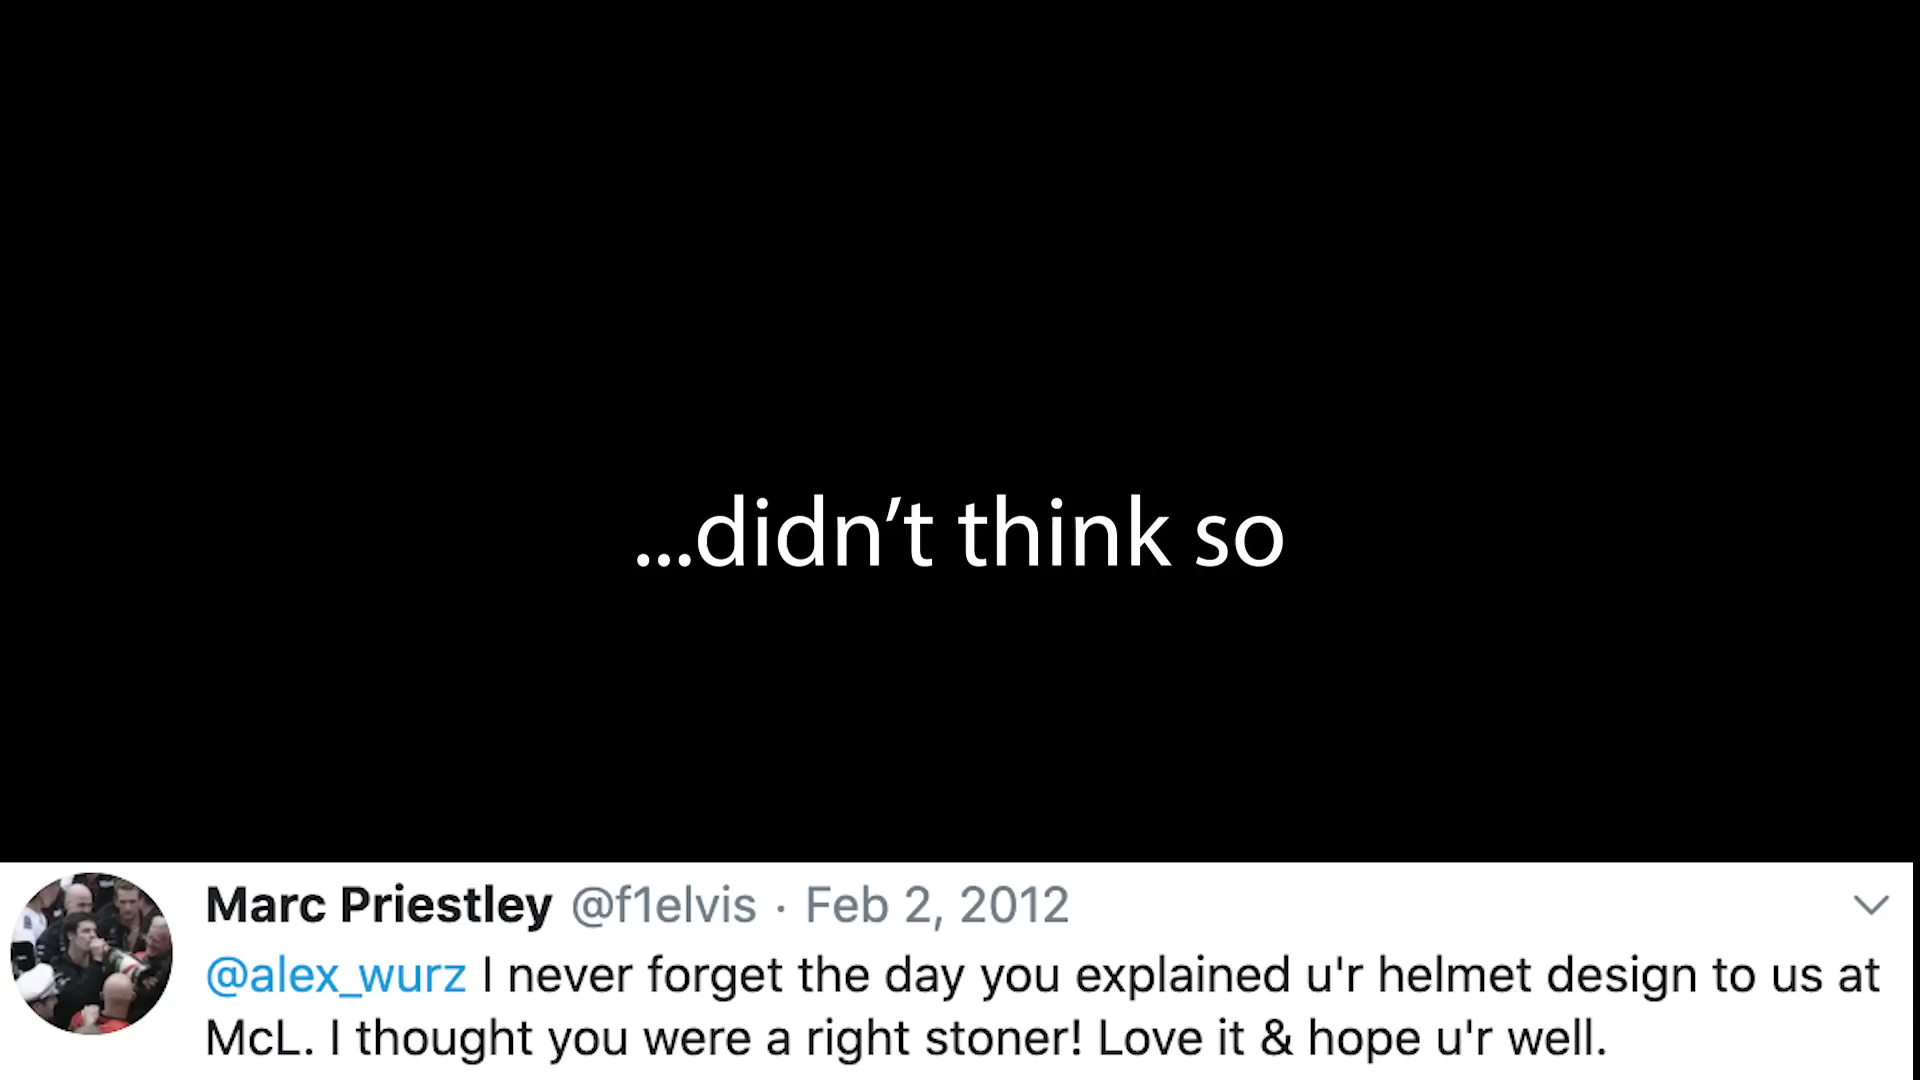 ...didn’t think so
Marc Priestley @f1elvis · Feb 2, 2012
@alex_wurz I never forget the day you explained u'r helmet design to us at
McL. I thought you were a right stoner! Love it & hope u'r well.